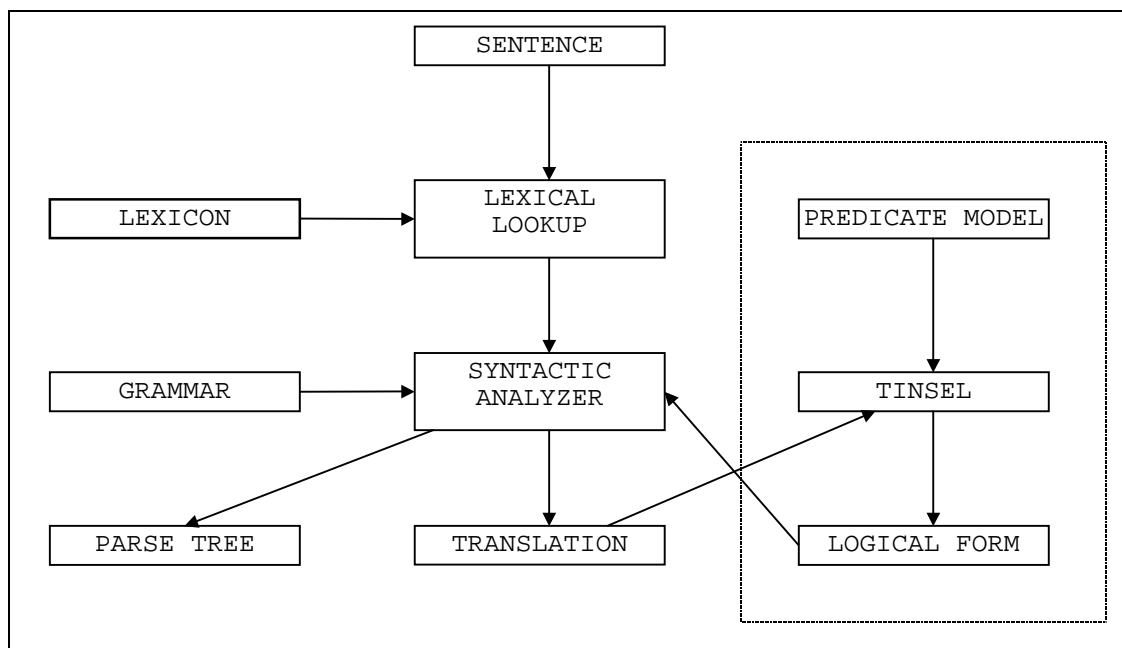 SENTENCE
LEXICAL
LOOKUP
LEXICON
PREDICATE MODEL
SYNTACTIC
ANALYZER
GRAMMAR
TINSEL
PARSE TREE
TRANSLATION
LOGICAL FORM